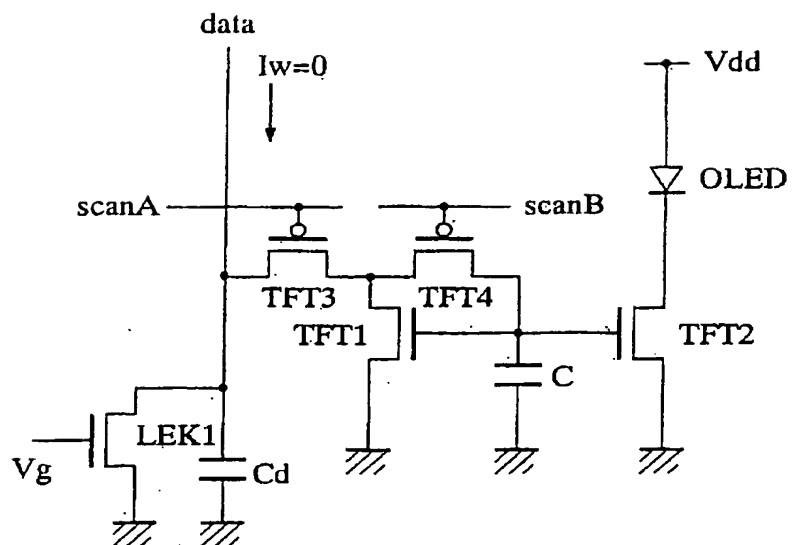 data
Iw=0
Vdd
OLED
scanA
scanB
TFT3
TFT4
TFT1
TFT2
C
LEK1
Vg
Cd